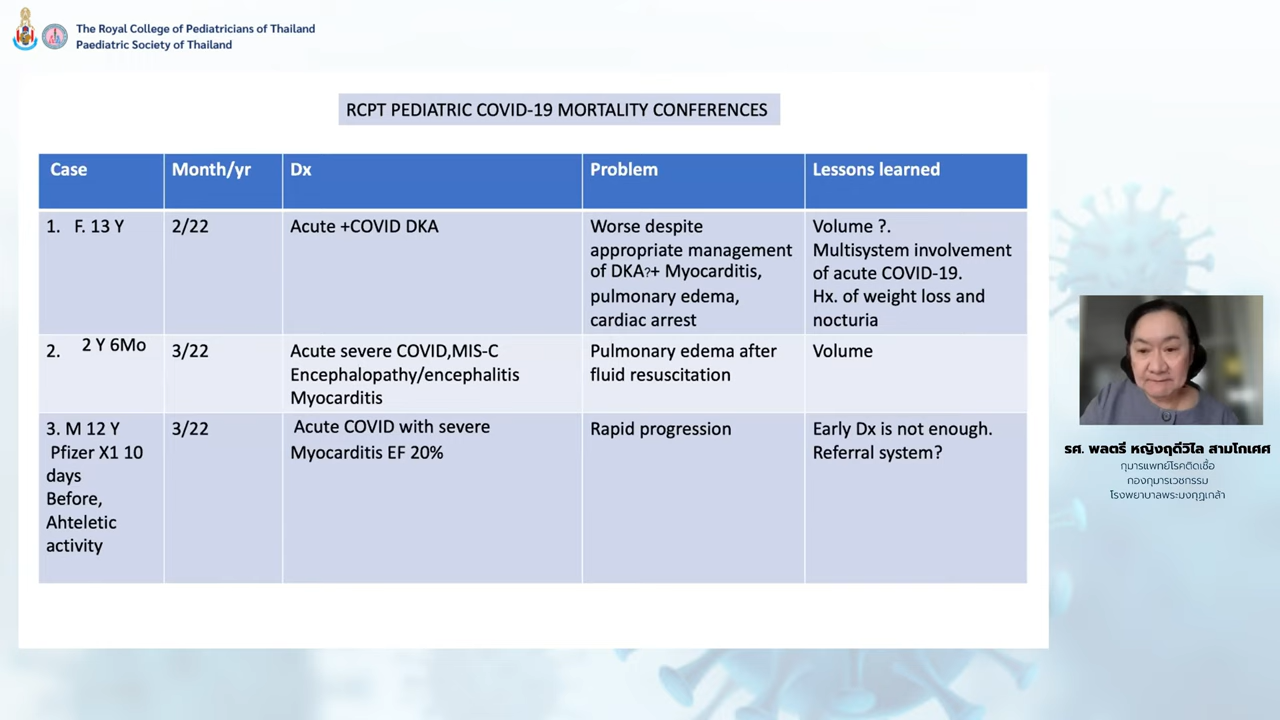 The Royal College of Pediatricians of Thailand
Paediatric Society of Thailand
RCPT PEDIATRIC COVID-19 MORTALITY CONFERENCES
Case
Month/yr
Dx
Problem
Lessons learned
1. F. 13 Y
2/22
Acute +COVID DKA
Worse despite
appropriate management
of DKA?+ Myocarditis,
pulmonary edema,
cardiac arrest
Volume ?.
Multisystem involvement
of acute COVID-19.
Hx. of weight loss and
nocturia
2. 2 Y 6Mo
3/22
Acute severe COVID,MIS-C
Encephalopathy/encephalitis
Myocarditis
Pulmonary edema after
fluid resuscitation
Volume
3. M 12 Y
Pfizer X1 10
days
Before,
Ahteletic
activity
3/22
Acute COVID with severe
Myocarditis EF 20%
Rapid progression
Early Dx is not enough.
Referral system?
รศ. พลตรี หญิงฤดีวิไล สามโกเศศ
กุมารแพทย์โรคติดเชื้อ
กองกุมารเวชกรรม
โรงพยาบาลพระมงกุฎเกล้า